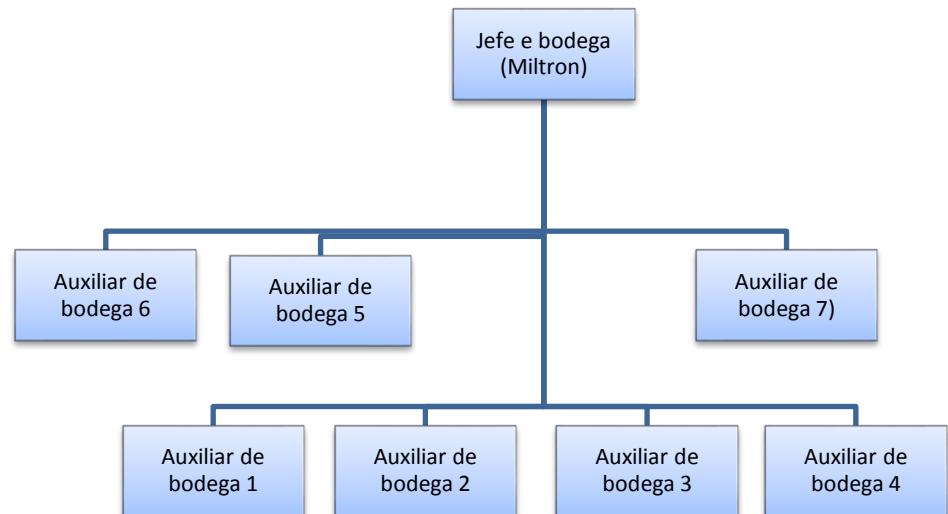 Jefe e bodega
(Miltron)
Auxiliar de
bodega 6
Auxiliar de
bodega 5
Auxiliar de
bodega 7)
Auxiliar de
bodega 1
Auxiliar de
bodega 2
Auxiliar de
bodega 3
Auxiliar de
bodega 4